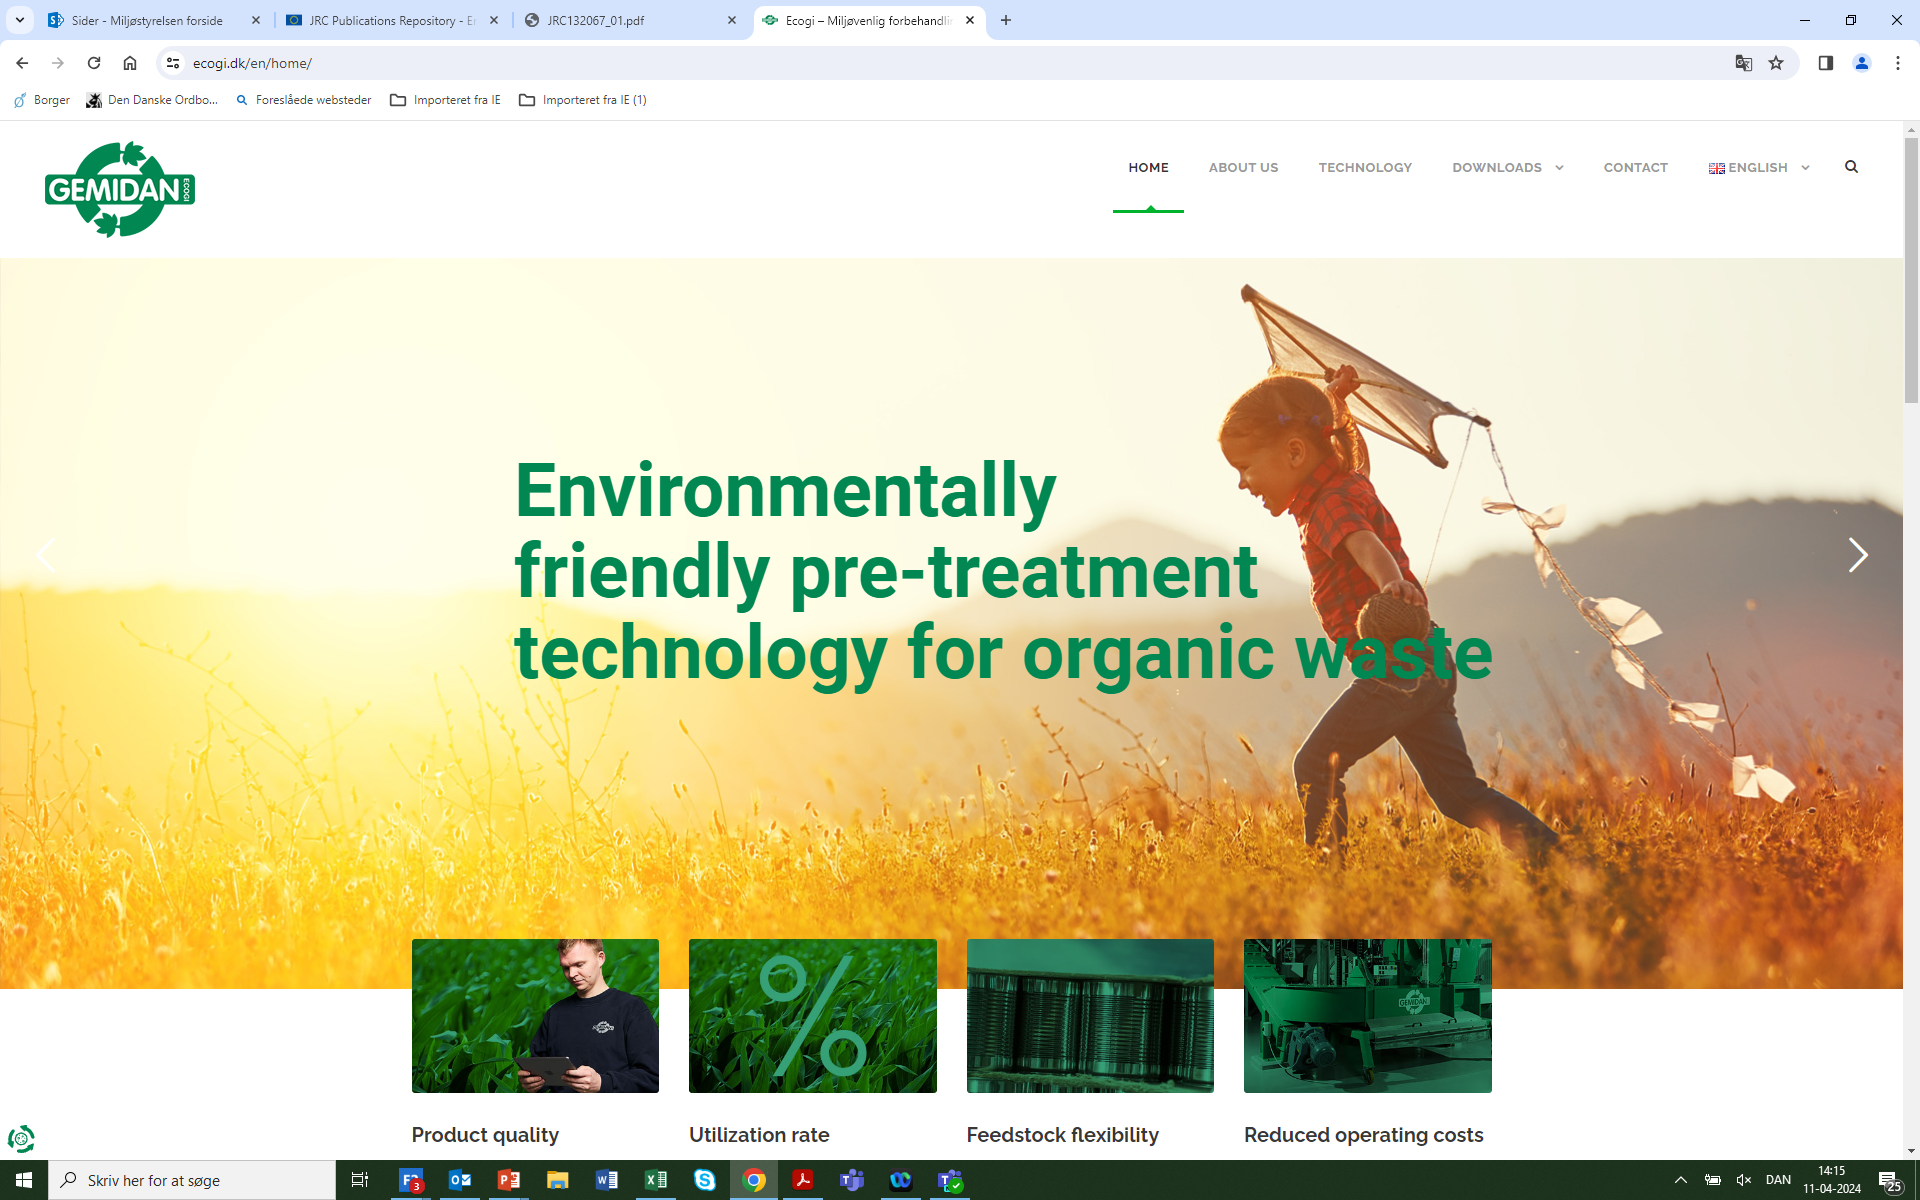 Sider - Miljøstyrelsen forside
JRC Publications Repository - E
JRC132067_01.pdf
Ecogi – Miljøvenlig forbehandli
ecogi.dk/en/home/
Borger
Den Danske Ordbo...
Foreslåede websteder
Importeret fra IE
Importeret fra IE (1)
GEMIDAN ECOGI
HOME
ABOUT US
TECHNOLOGY
DOWNLOADS
CONTACT
ENGLISH
Environmentally
friendly pre-treatment
technology for organic waste
GEMIDAN
Product quality
Utilization rate
Feedstock flexibility
Reduced operating costs
Skriv her for at søge
3
DAN
14:15
11-04-2024
25